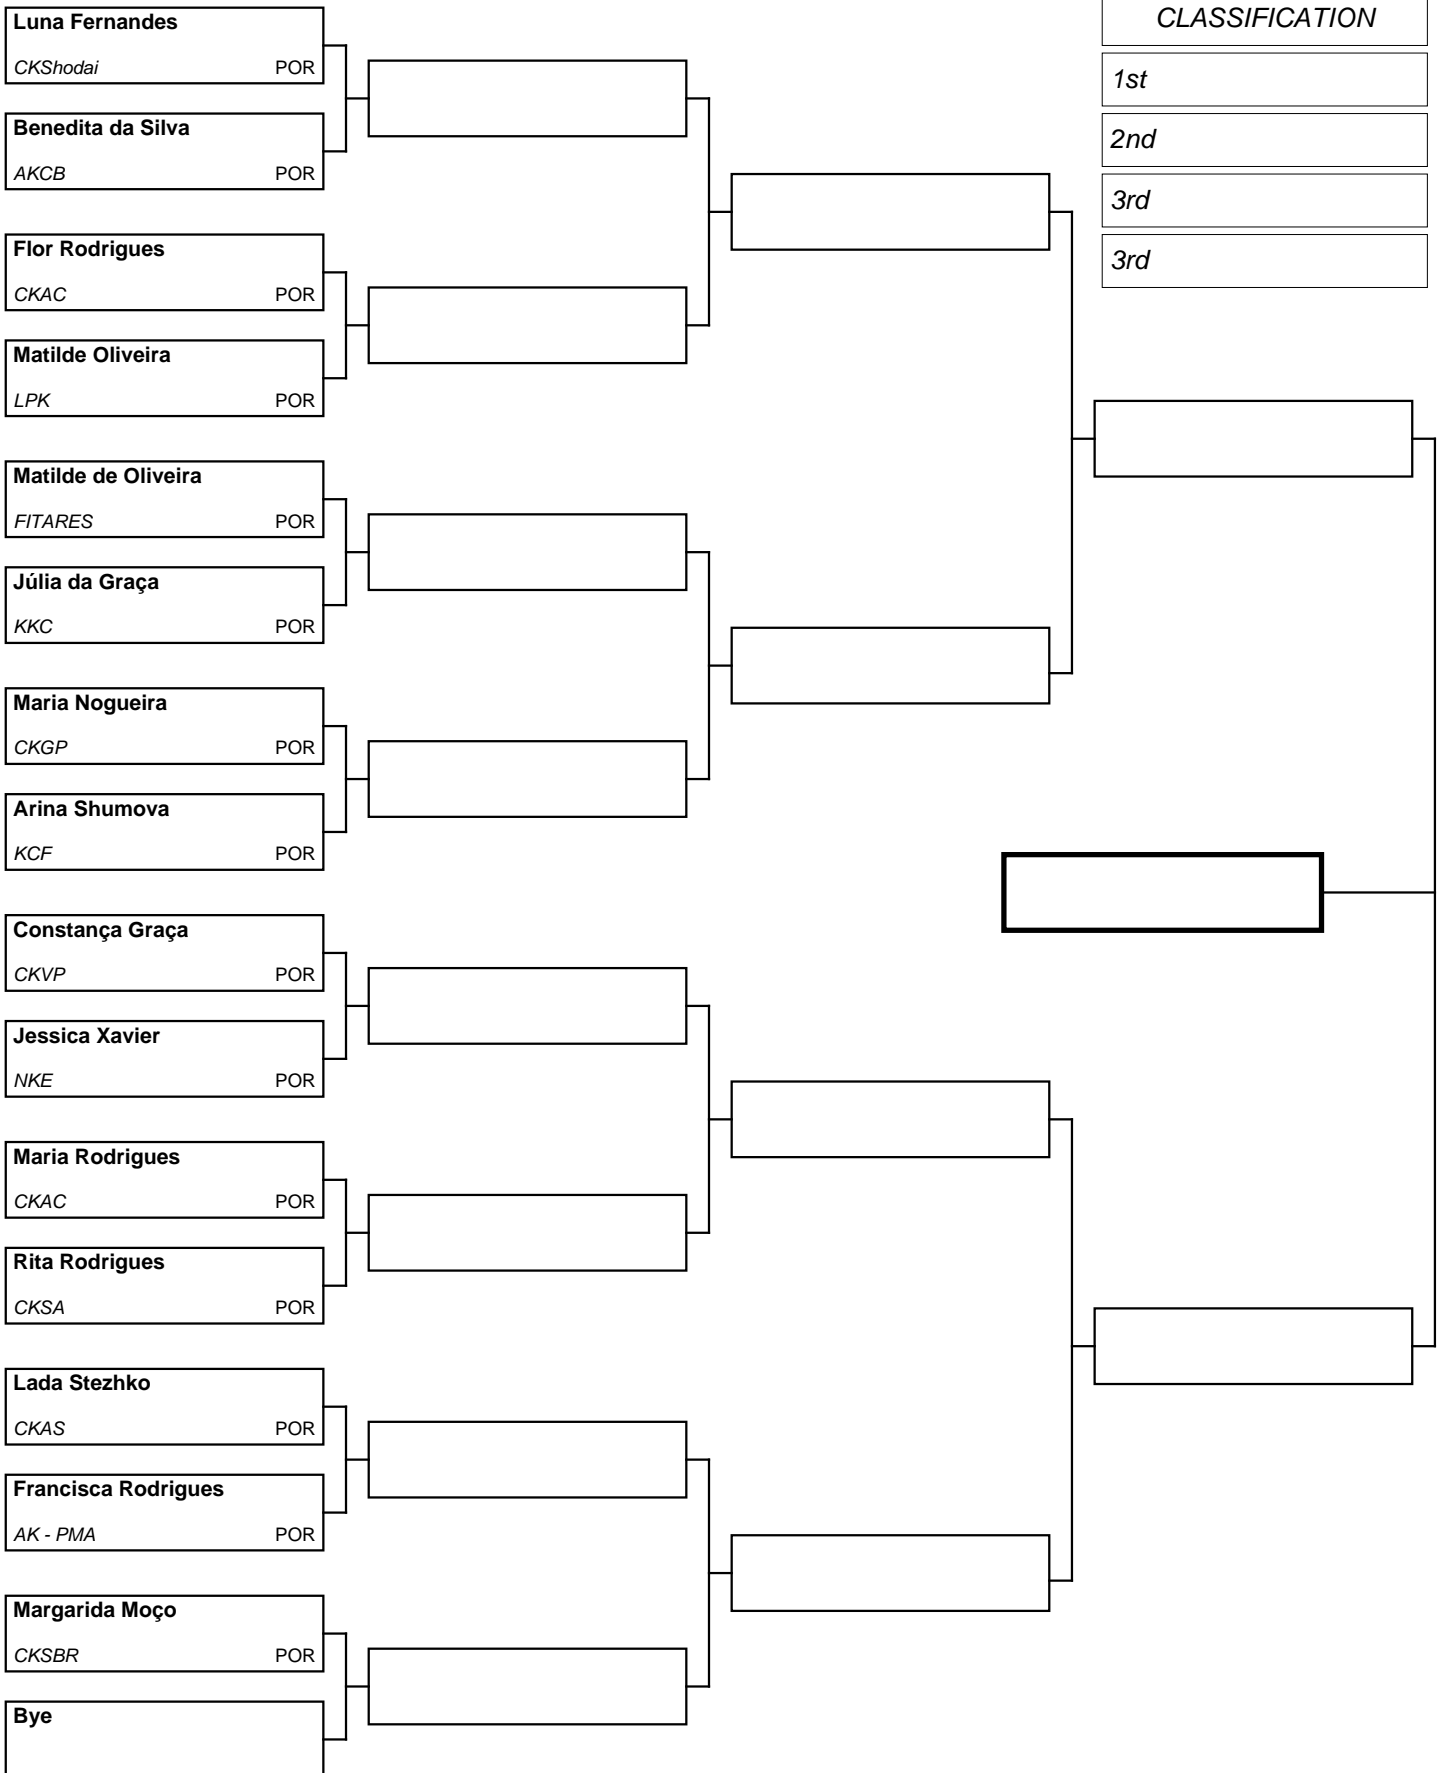 Luna Fernandes
CKShodai POR
Benedita da Silva
AKCB POR
Flor Rodrigues
CKAC POR
Matilde Oliveira
LPK POR
Matilde de Oliveira
FITARES POR
Júlia da Graça
KKC POR
Maria Nogueira
CKGP POR
Arina Shumova
KCF POR
Constança Graça
CKVP POR
Jessica Xavier
NKE POR
Maria Rodrigues
CKAC POR
Rita Rodrigues
CKSA POR
Lada Stezhko
CKAS POR
Francisca Rodrigues
AK - PMA POR
Margarida Moço
CKSBR POR
Bye
CLASSIFICATION
1st
2nd
3rd
3rd